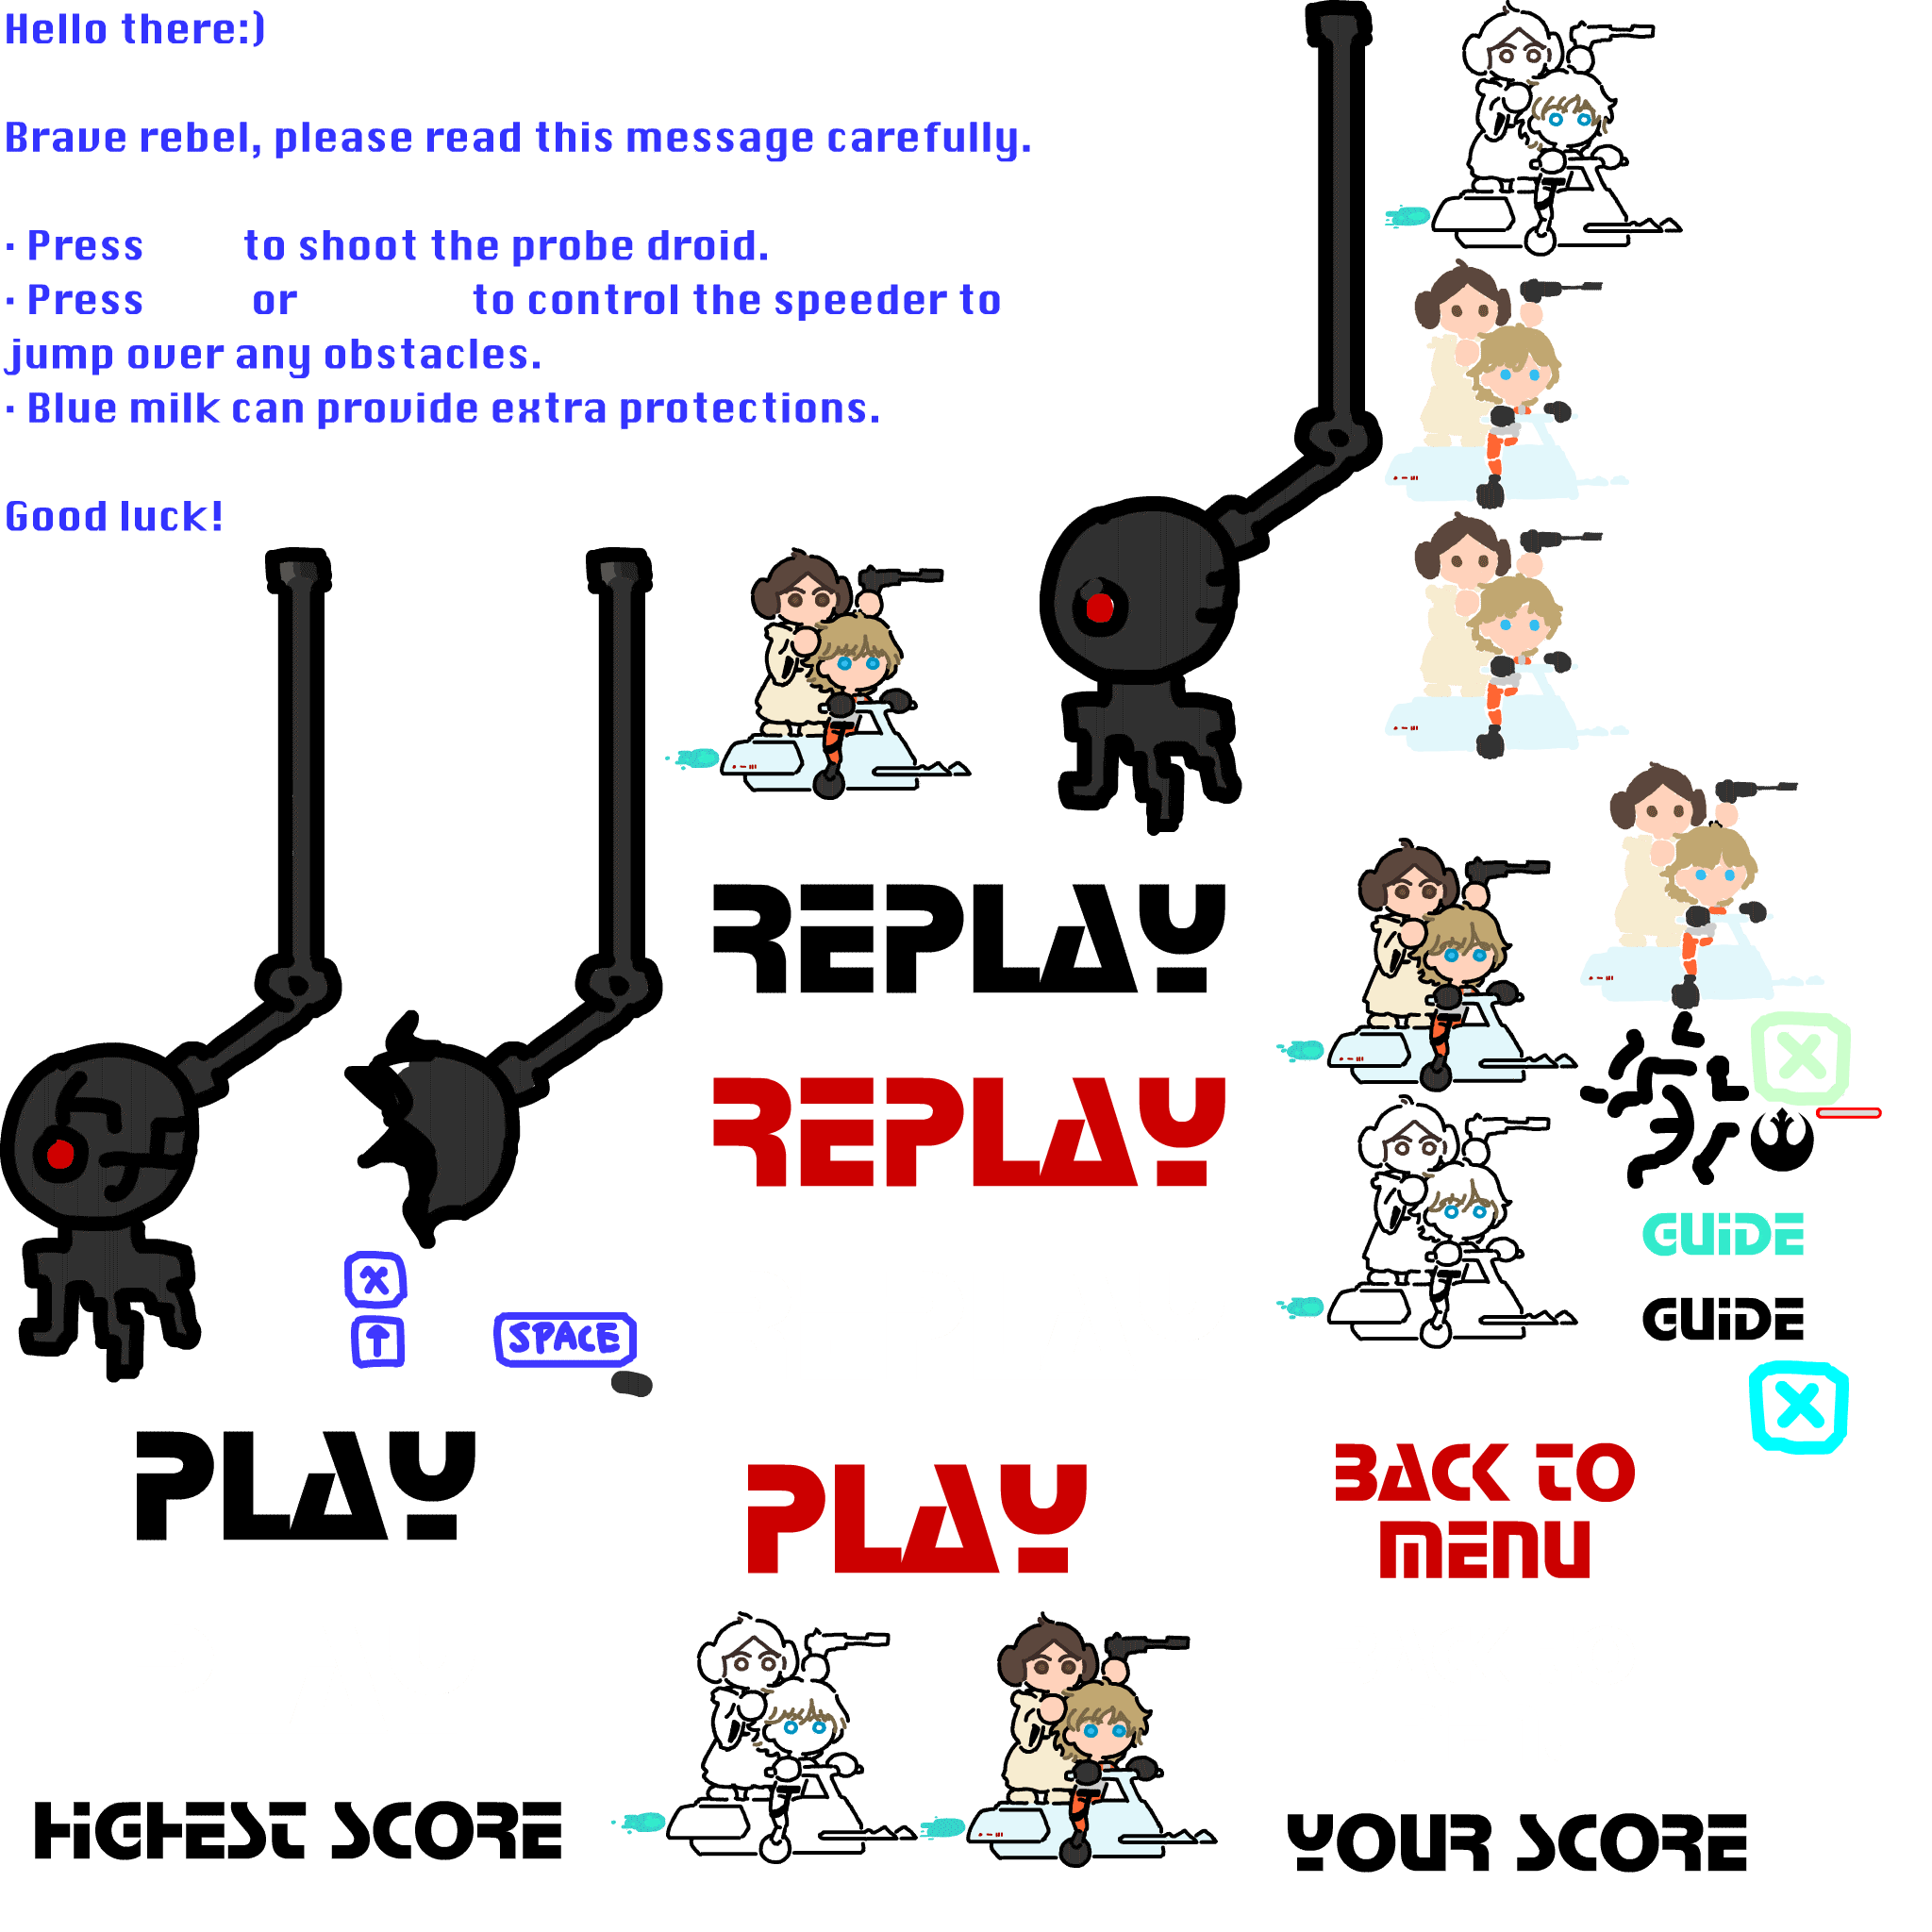 Hello there:)
Brave rebel, please read this message carefully.
· Press to shoot the probe droid.
· Press or to control the speeder to
jump over any obstacles.
· Blue milk can provide extra protections.
Good luck!
REPLAY
REPLAY
X
GUiDE
X
SPACE
GUiDE
X
PLAY
PLAY
BACK TO
MENU
HiGHEST SCORE
YOUR SCORE